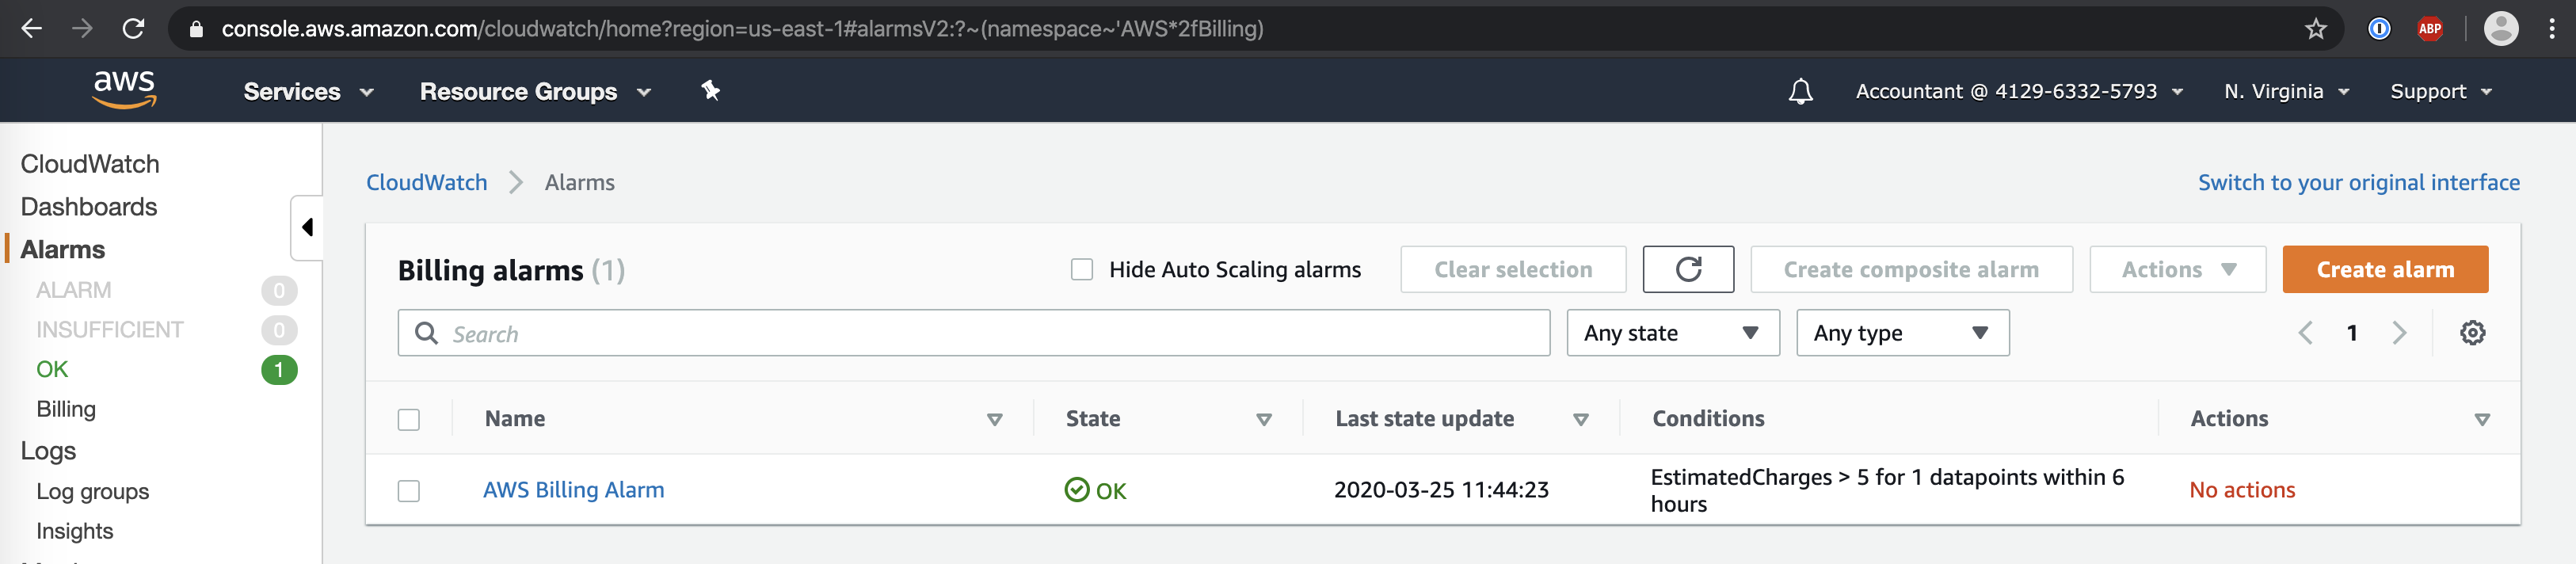 console.aws.amazon.com/cloudwatch/home?region=us-east-1#alarmsV2:?~(namespace~'AWS*2fBilling)
ABP
aws
Services
Resource Groups
Accountant @ 4129-6332-5793
N. Virginia
Support
CloudWatch
Dashboards
Alarms
ALARM 0
INSUFFICIENT 0
OK 1
Billing
Logs
Log groups
Insights
CloudWatch
Alarms
Switch to your original interface
Billing alarms (1)
Hide Auto Scaling alarms
Clear selection
Create composite alarm
Actions
Create alarm
Search
Any state
Any type
1
Name
State
Last state update
Conditions
Actions
AWS Billing Alarm
OK
2020-03-25 11:44:23
EstimatedCharges > 5 for 1 datapoints within 6
hours
No actions